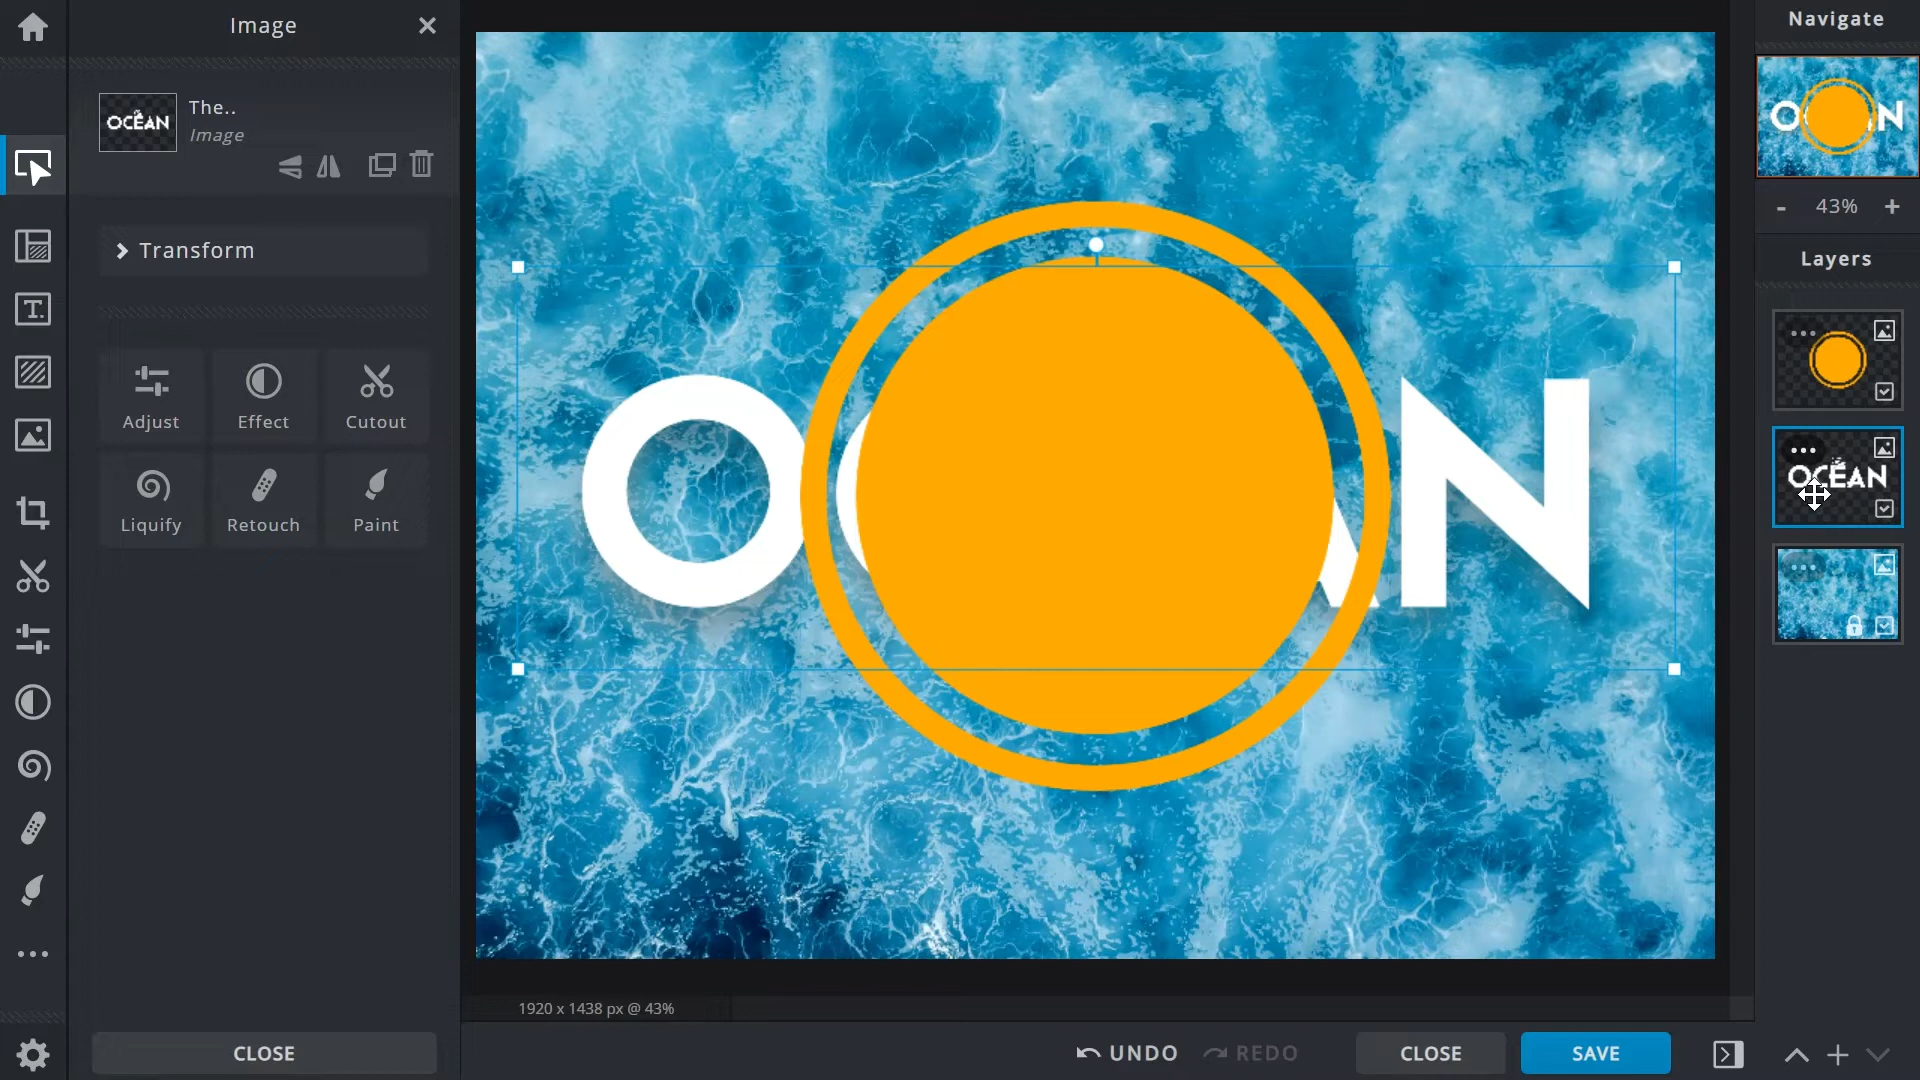 Image
Navigate
OCEAN
The..
Image
O N
43%
Transform
Layers
Adjust
Effect
Cutout
OCEAN
Liquify
Retouch
Paint
1920 x 1438 px @ 43%
CLOSE
UNDO
REDO
CLOSE
SAVE